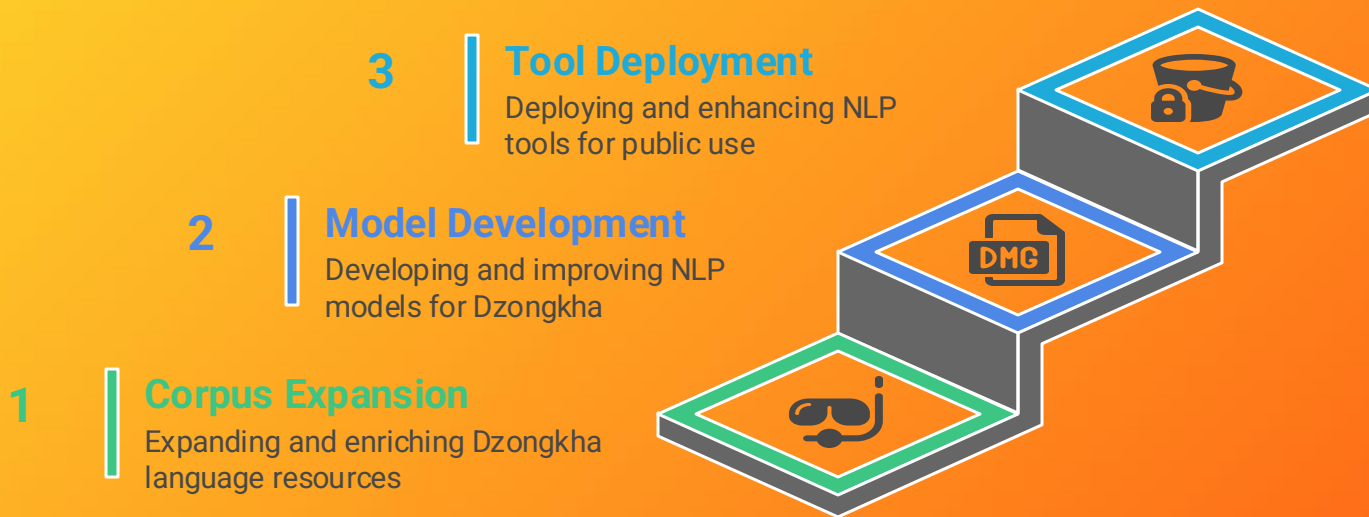 3
Tool Deployment
Deploying and enhancing NLP
tools for public use
2
Model Development
Developing and improving NLP
models for Dzongkha
DMG
1
Corpus Expansion
Expanding and enriching Dzongkha
language resources